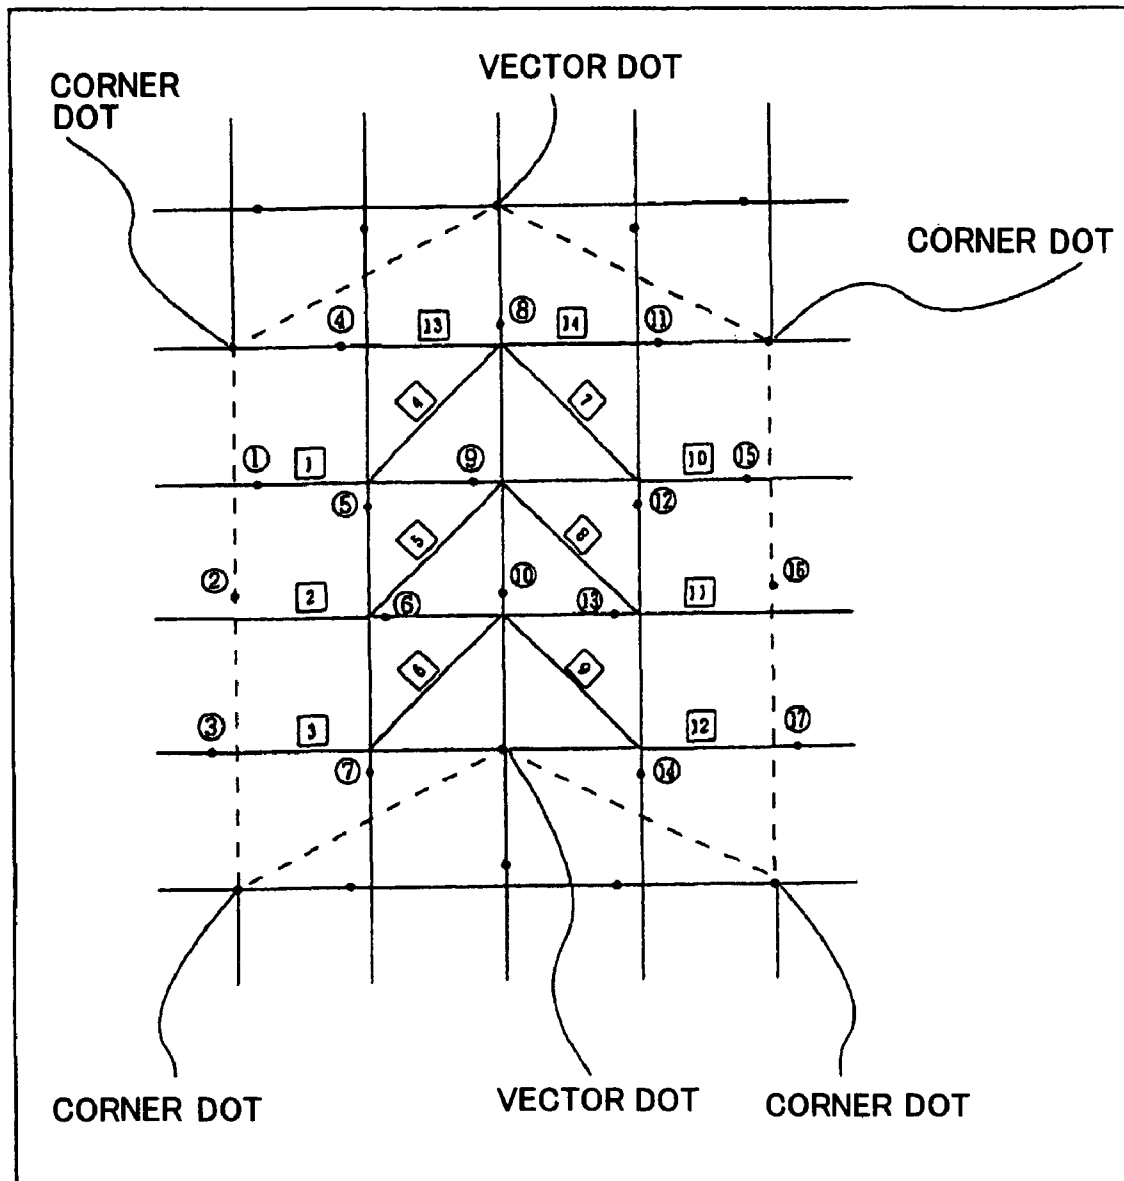 VECTOR DOT
CORNER
DOT
CORNER DOT
④ 13 ⑧ 14 ⑪
4 7
① 1 ⑨ 10 ⑮
⑤ ⑫
5 8
② 2 ⑥ ⑩ ⑬ 11 ⑯
6 9
③ 3 12 ⑰
⑦ ⑭
CORNER DOT
VECTOR DOT
CORNER DOT